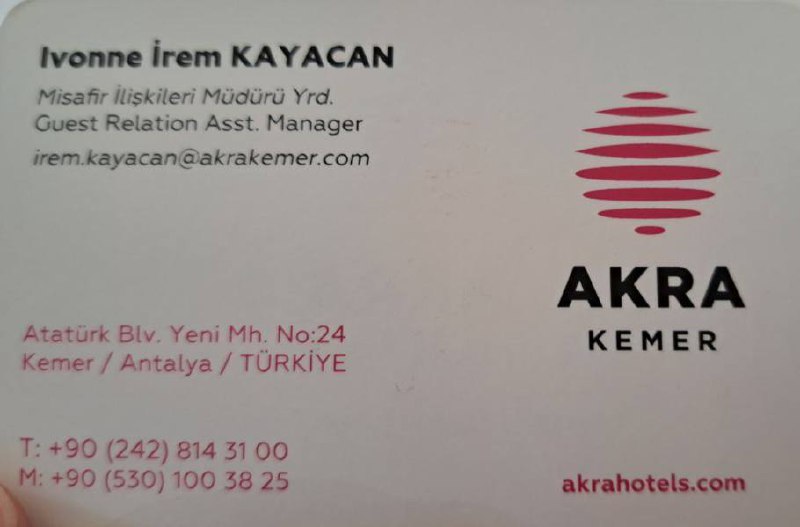 Ivonne İrem KAYACAN
Misafir İlişkileri Müdürü Yrd.
Guest Relation Asst. Manager
irem.kayacan@akrakemer.com
AKRA
KEMER
Atatürk Blv. Yeni Mh. No:24
Kemer / Antalya / TÜRKİYE
T: +90 (242) 814 31 00
M: +90 (530) 100 38 25
akrahotels.com